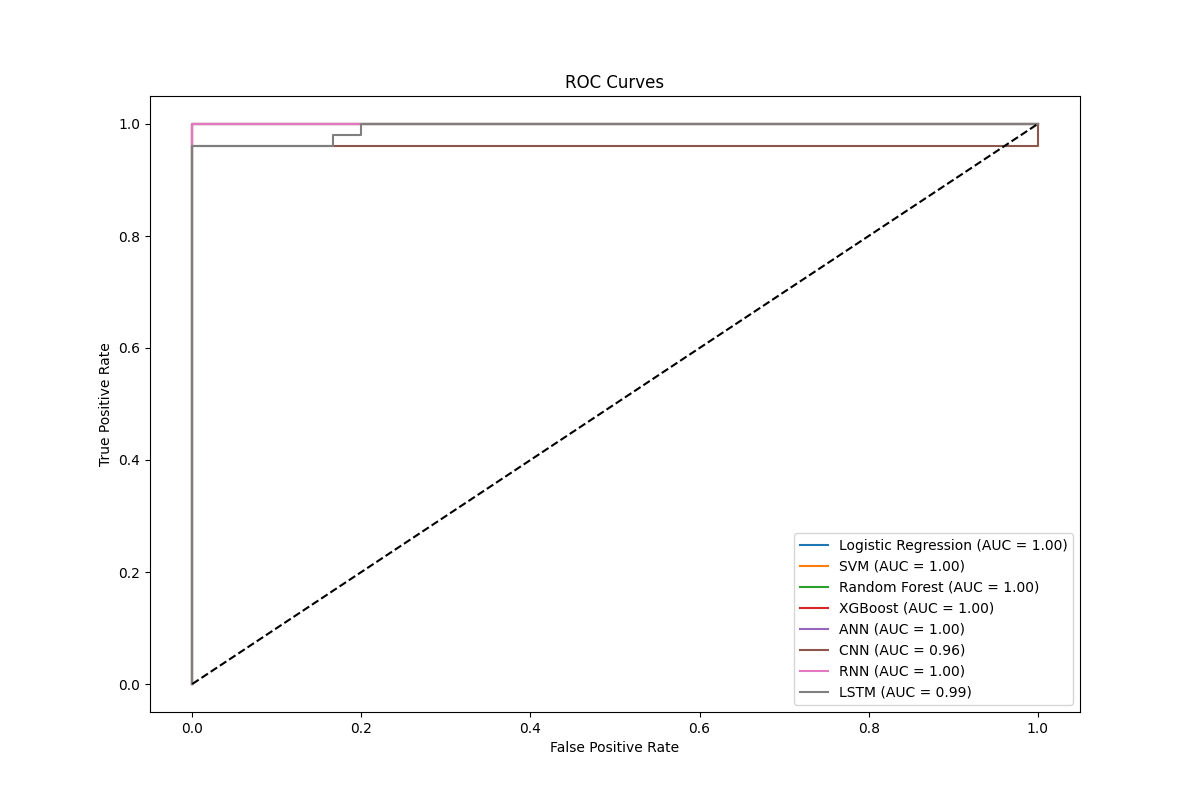 ROC Curves
1.0
0.8
0.6
0.4
0.2
0.0
True Positive Rate
0.0 0.2 0.4 0.6 0.8 1.0
False Positive Rate
Logistic Regression (AUC = 1.00)
SVM (AUC = 1.00)
Random Forest (AUC = 1.00)
XGBoost (AUC = 1.00)
ANN (AUC = 1.00)
CNN (AUC = 0.96)
RNN (AUC = 1.00)
LSTM (AUC = 0.99)